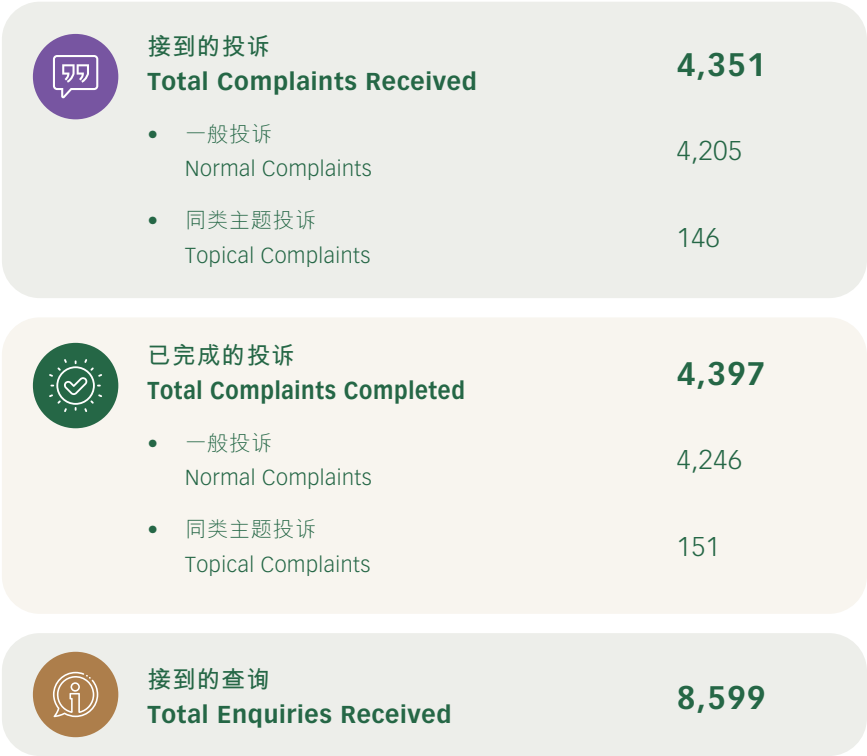 接到的投诉
Total Complaints Received
4,351
• 一般投诉
Normal Complaints
4,205
• 同类主题投诉
Topical Complaints
146
已完成的投诉
Total Complaints Completed
4,397
• 一般投诉
Normal Complaints
4,246
• 同类主题投诉
Topical Complaints
151
接到的查询
Total Enquiries Received
8,599